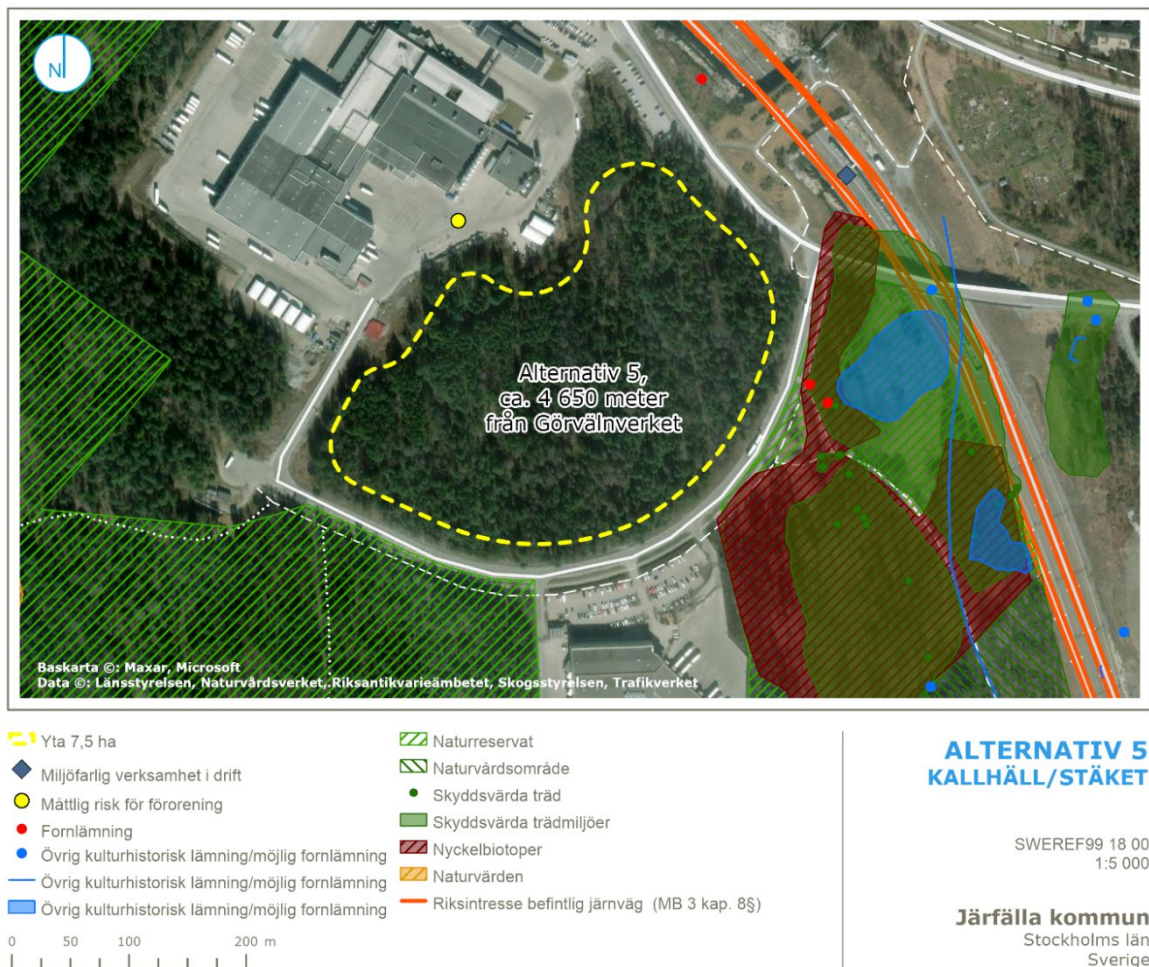 N
Alternativ 5,
ca. 4 650 meter
från Görvälnverket
Baskarta ©: Maxar, Microsoft
Data ©: Länsstyrelsen, Naturvårdsverket, Riksantikvarieämbetet, Skogsstyrelsen, Trafikverket
Yta 7,5 ha
Miljöfarlig verksamhet i drift
Måttlig risk för förorening
Fornlämning
Övrig kulturhistorisk lämning/möjlig fornlämning
Övrig kulturhistorisk lämning/möjlig fornlämning
Övrig kulturhistorisk lämning/möjlig fornlämning
0 50 100 200 m
Naturreservat
Naturvårdsområde
Skyddsvärda träd
Skyddsvärda trädmiljöer
Nyckelbiotoper
Naturvärden
Riksintresse befintlig järnväg (MB 3 kap. 8§)
ALTERNATIV 5
KALLHÄLL/STÄKET
SWEREF99 18 00
1:5 000
Järfälla kommun
Stockholms län
Sverige